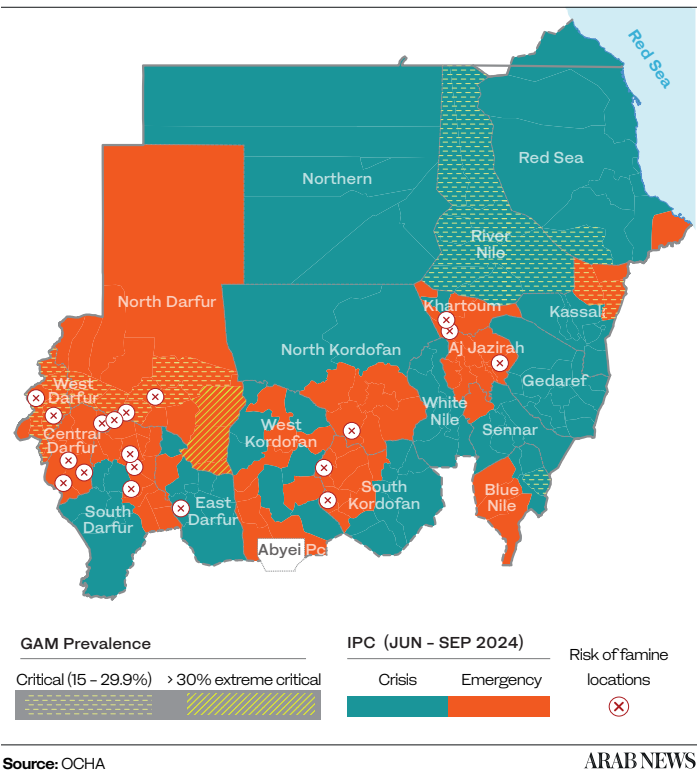 Red Sea
Red Sea
Northern
River
Nile
North Darfur
Khartoum
Kassala
North Kordofan
Aj Jazirah
West
Darfur
Gedaref
White
Nile
West
Kordofan
Central
Darfur
Sennar
South
Kordofan
Blue
Nile
South
Darfur
East
Darfur
Abyei Pc
GAM Prevalence
Critical (15 - 29.9%)
> 30% extreme critical
IPC (JUN - SEP 2024)
Crisis
Emergency
Risk of famine
locations
Source: OCHA
ARAB NEWS